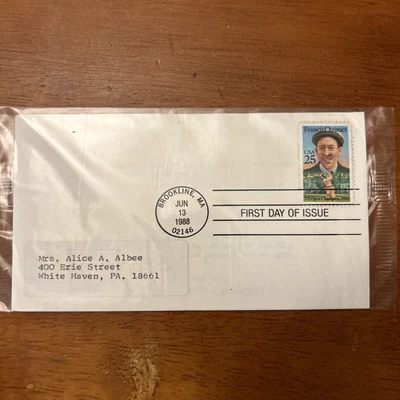 Francis Ouimet
USA
25
BROOKLINE, MA
JUN
13
1988
02146
FIRST DAY OF ISSUE
Mrs. Alice A. Albee
400 Erie Street
White Haven, PA. 18661